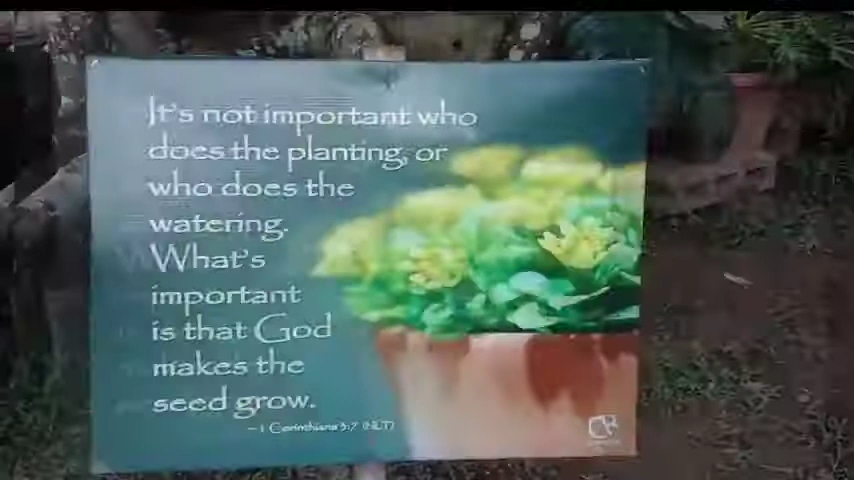 It's not important who
does the planting, or
who does the
watering.
What's
important
is that God
makes the
seed grow.
—1 Corinthians 3:7 (NLT)